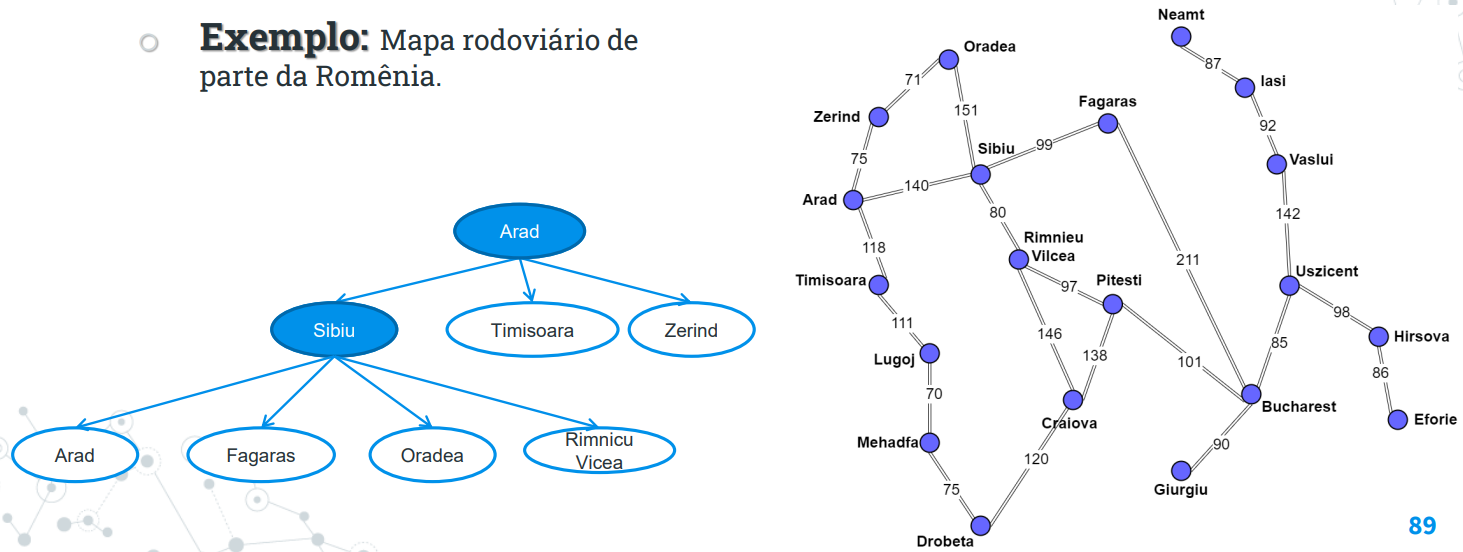 Exemplo: Mapa rodoviário de
parte da Romênia.
Arad
Sibiu
Timisoara
Zerind
Arad
Fagaras
Oradea
Rimnicu
Vicea
Neamt
Oradea
87
Iasi
71
Fagaras
Zerind
151
92
Sibiu
99
Vaslui
75
140
Arad
80
142
118
Rimnieu
Vilcea
211
Timisoara
97
Pitesti
Uszicent
98
111
146
138
101
85
Hirsova
Lugoj
86
70
Craiova
Bucharest
Eforie
Mehadfa
120
90
75
Giurgiu
Drobeta
89